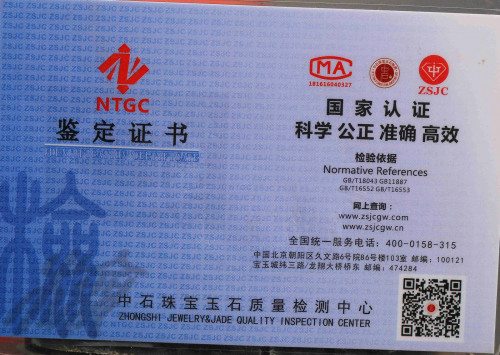 NTGC
鉴定证书
检
MA
181616040327
ZSJC
国家认证
科学 公正 准确 高效
检验依据
Normative References
GB/T18043 GB11887
GB/T16552 GB/T16553
网上查询：
www.zsjcgw.com
www.zsjcgw.cn
全国统一服务电话：400-0158-315
中国北京朝阳区久文路6号院86号楼103室 邮编：100121
宝玉城纬三路/龙翔大桥桥东 邮编：474284
中石珠宝玉石质量检测中心
ZHONGSHI JEWELRY&JADE QUALITY INSPECTION CENTER